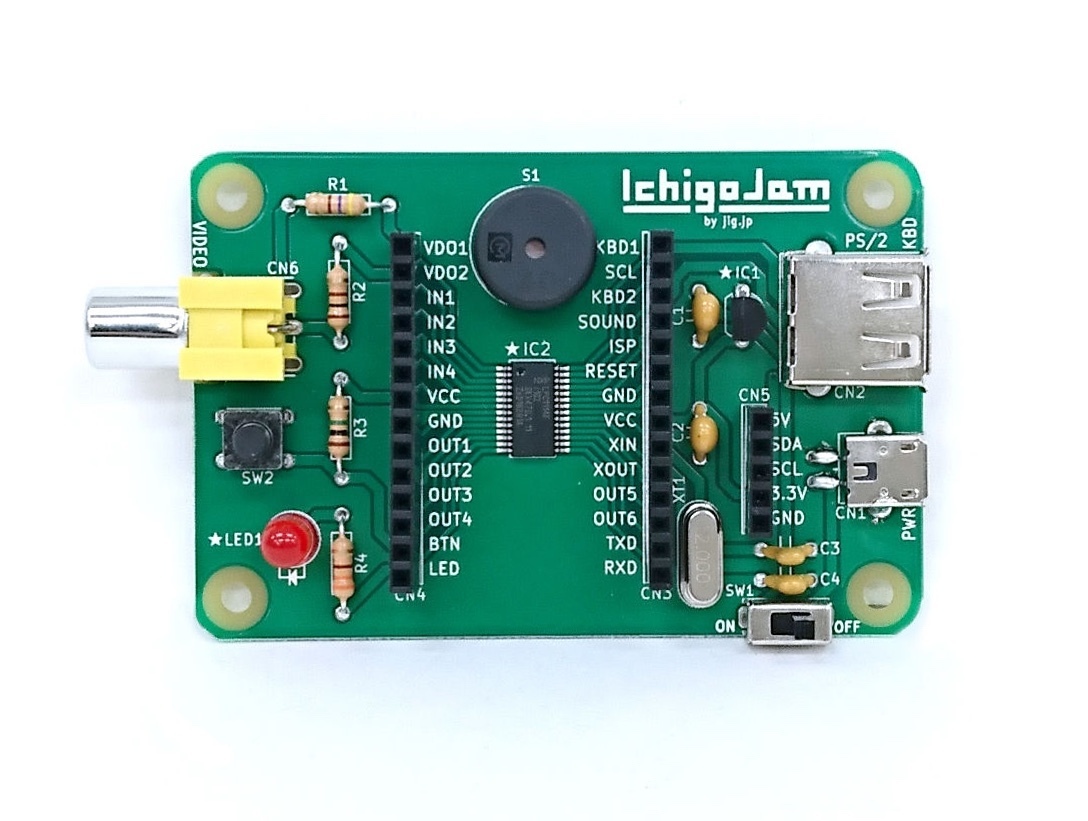 IchigoJam
by jig.jp
R1
S1
VIDEO
CN6
R2
PS/2
KBD
★IC1
C1
CN2
VDO1
VDO2
IN1
IN2
IN3
IN4
VCC
GND
OUT1
OUT2
OUT3
OUT4
BTN
LED
CN4
★IC2
KBD1
SCL
KBD2
SOUND
ISP
RESET
GND
VCC
XIN
XOUT
OUT5
OUT6
TXD
RXD
CN3
R3
SW2
★LED1
R4
C2
XT1
CN5
5V
SDA
SCL
3.3V
GND
CN1
PWR
C3
C4
SW1
ON
OFF